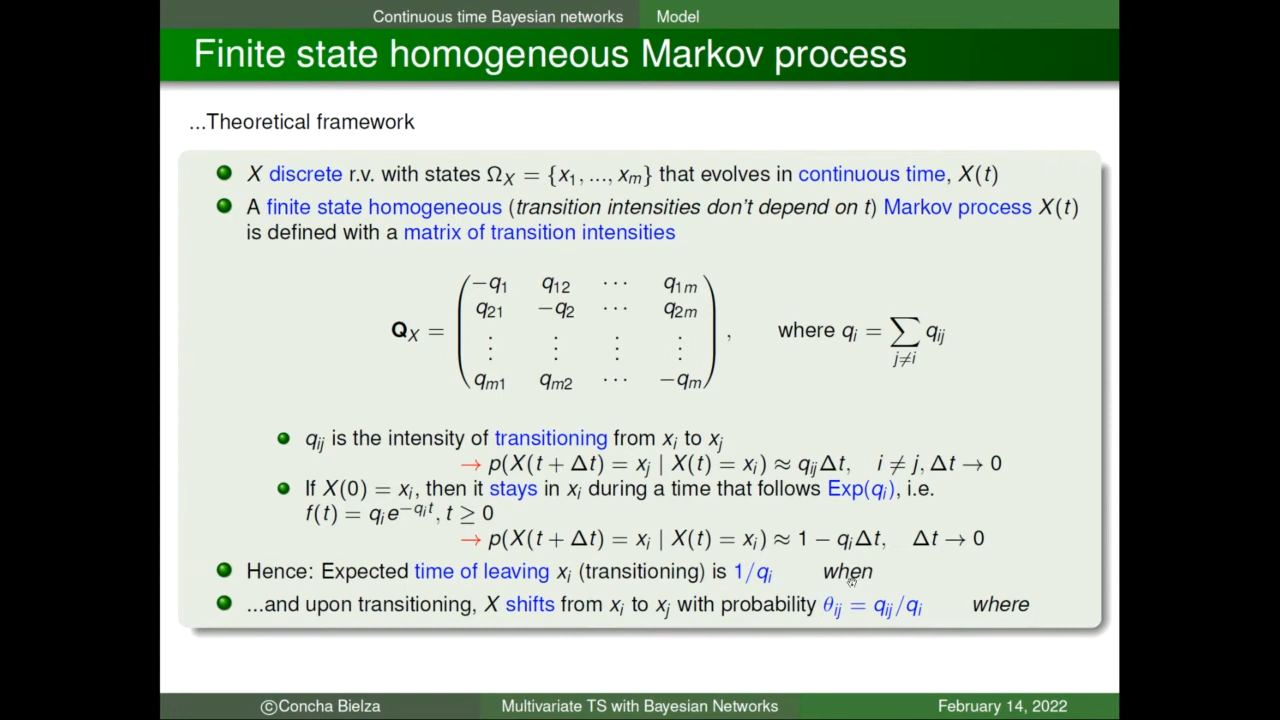 Continuous time Bayesian networks Model
Finite state homogeneous Markov process
...Theoretical framework
X discrete r.v. with states Ω_X = {x_1, ..., x_m} that evolves in continuous time, X(t)
A finite state homogeneous (transition intensities don't depend on t) Markov process X(t)
is defined with a matrix of transition intensities
Q_X = 
−q_1 q_12 ⋯ q_1m
q_21 −q_2 ⋯ q_2m
⋮ ⋮ ⋮ ⋮
q_m1 q_m2 ⋯ −q_m
, where q_i = ∑_{j≠i} q_ij
q_ij is the intensity of transitioning from x_i to x_j
→ p(X(t + Δt) = x_j | X(t) = x_i) ≈ q_ijΔt, i ≠ j, Δt → 0
If X(0) = x_i, then it stays in x_i during a time that follows Exp(q_i), i.e.
f(t) = q_i e^{−q_i t}, t ≥ 0
→ p(X(t + Δt) = x_i | X(t) = x_i) ≈ 1 − q_iΔt, Δt → 0
Hence: Expected time of leaving x_i (transitioning) is 1/q_i when
...and upon transitioning, X shifts from x_i to x_j with probability θ_ij = q_ij/q_i where
©Concha Bielza Multivariate TS with Bayesian Networks February 14, 2022